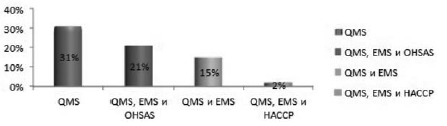 40%
30%
20%
10%
0%
31%
21%
15%
2%
QMS
QMS, EMS и
OHSAS
QMS и EMS
QMS, EMS и
HACCP
QMS
QMS, EMS и OHSAS
QMS и EMS
QMS, EMS и HACCP